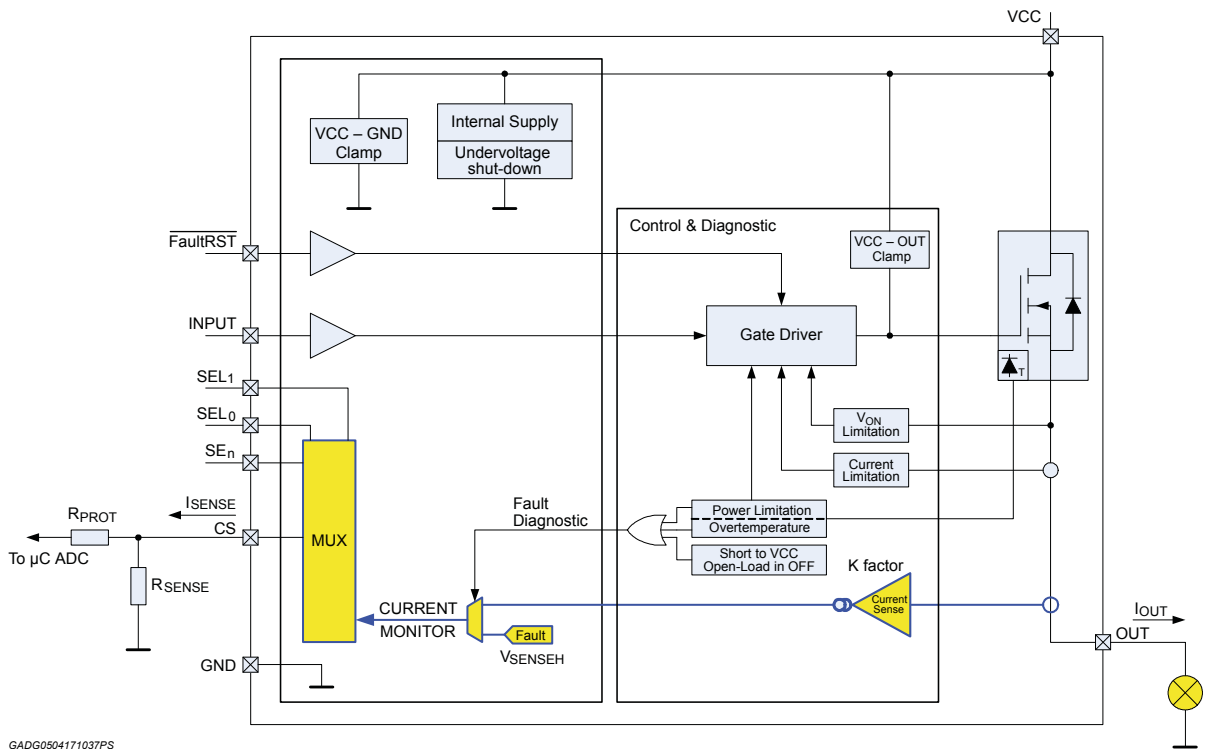 VCC
VCC – GND
Clamp
Internal Supply
Undervoltage
shut-down
Control & Diagnostic
FaultRST
VCC – OUT
Clamp
INPUT
Gate Driver
T
SEL1
SEL0
SEn
VON
Limitation
Current
Limitation
ISENSE
Fault
Diagnostic
Power Limitation
Overtemperature
RPROT
CS
To µC ADC
MUX
Short to VCC
Open-Load in OFF
K factor
RSENSE
Current
Sense
CURRENT
MONITOR
Fault
VSENSEH
IOUT
OUT
GND
GADG0504171037PS